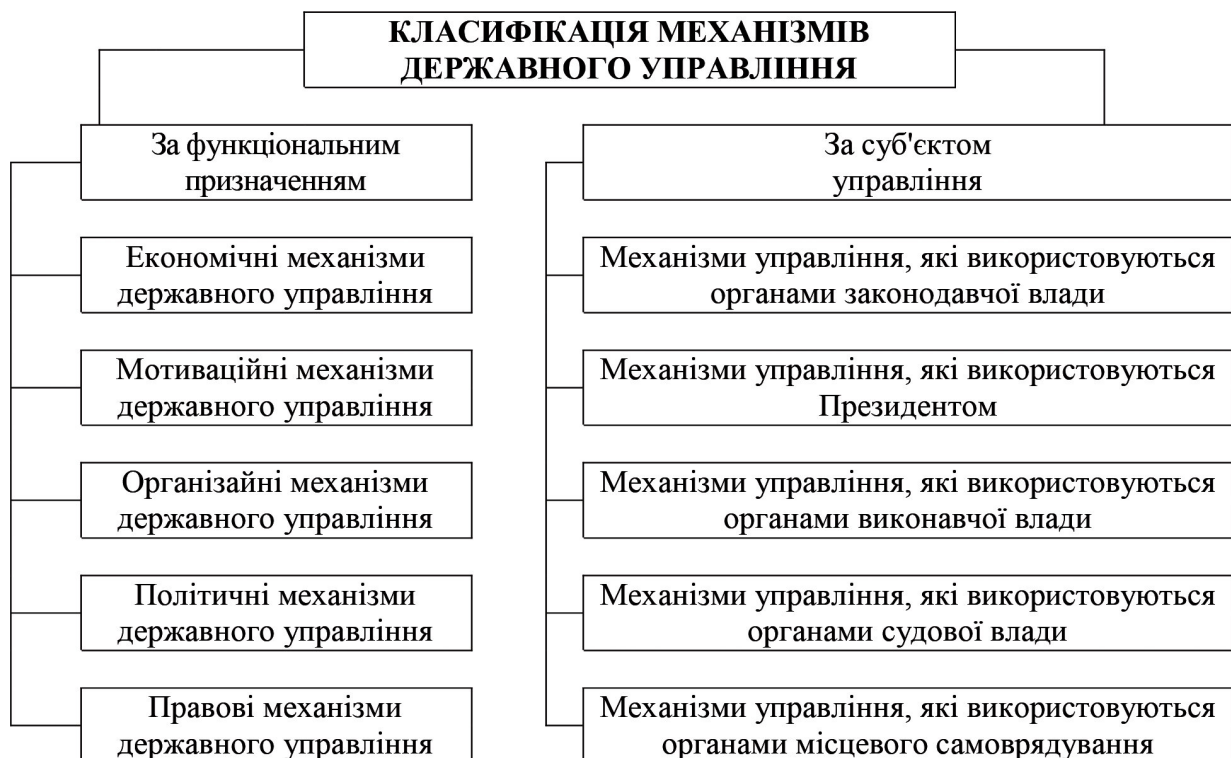 КЛАСИФІКАЦІЯ МЕХАНІЗМІВ
ДЕРЖАВНОГО УПРАВЛІННЯ
За функціональним
призначенням
Економічні механізми
державного управління
Мотиваційні механізми
державного управління
Організайні механізми
державного управління
Політичні механізми
державного управління
Правові механізми
державного управління
За суб'єктом
управління
Механізми управління, які використовуються
органами законодавчої влади
Механізми управління, які використовуються
Президентом
Механізми управління, які використовуються
органами виконавчої влади
Механізми управління, які використовуються
органами судової влади
Механізми управління, які використовуються
органами місцевого самоврядування